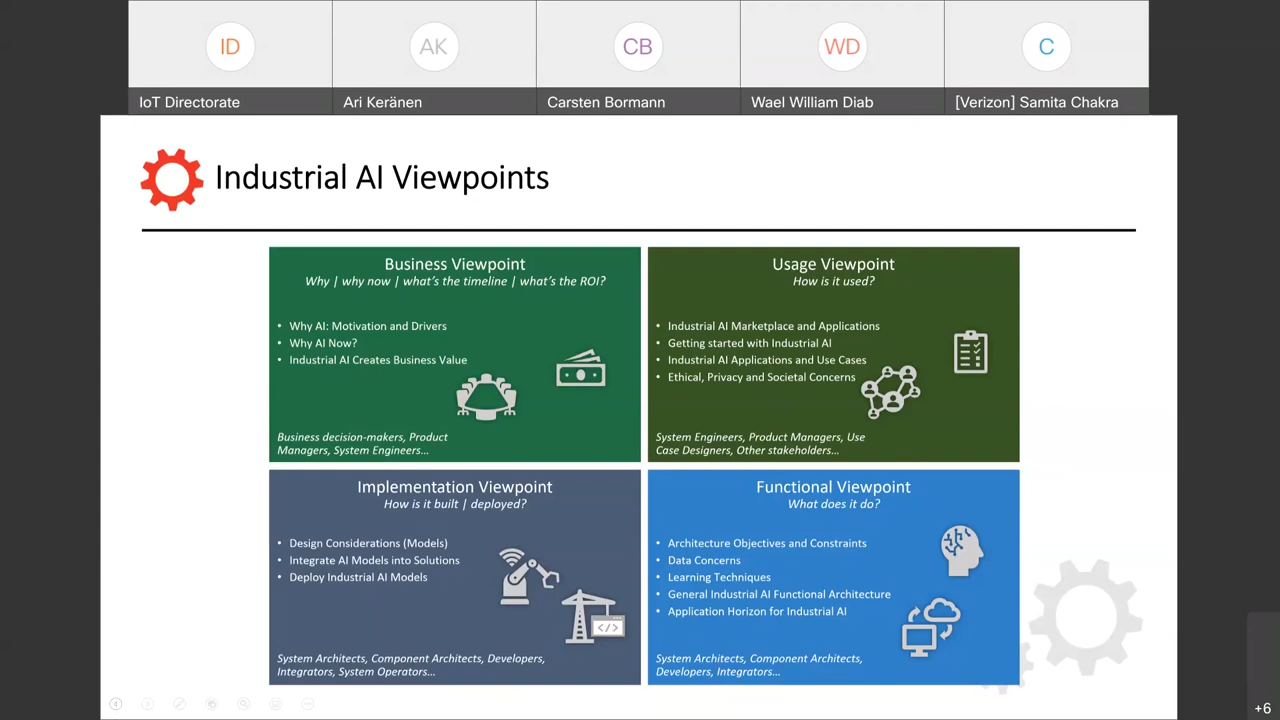 ID
AK
CB
WD
C
IoT Directorate
Ari Keränen
Carsten Bormann
Wael William Diab
[Verizon] Samita Chakra
Industrial AI Viewpoints
Business Viewpoint
Why | why now | what's the timeline | what's the ROI?
• Why AI: Motivation and Drivers
• Why AI Now?
• Industrial AI Creates Business Value
Business decision-makers, Product
Managers, System Engineers…
Usage Viewpoint
How is it used?
• Industrial AI Marketplace and Applications
• Getting started with Industrial AI
• Industrial AI Applications and Use Cases
• Ethical, Privacy and Societal Concerns
System Engineers, Product Managers, Use
Case Designers, Other stakeholders…
Implementation Viewpoint
How is it built | deployed?
• Design Considerations (Models)
• Integrate AI Models into Solutions
• Deploy Industrial AI Models
</>
System Architects, Component Architects, Developers,
Integrators, System Operators…
Functional Viewpoint
What does it do?
• Architecture Objectives and Constraints
• Data Concerns
• Learning Techniques
• General Industrial AI Functional Architecture
• Application Horizon for Industrial AI
System Architects, Component Architects,
Developers, Integrators…
+6